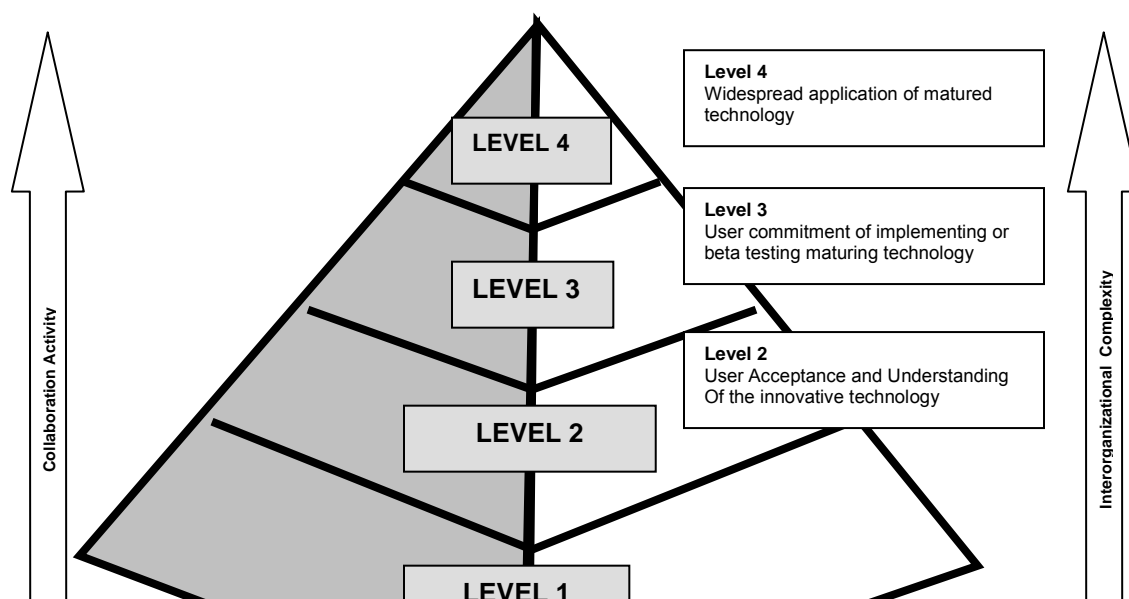 Level 4
Widespread application of matured
technology
LEVEL 4
Level 3
User commitment of implementing or
beta testing maturing technology
LEVEL 3
Level 2
User Acceptance and Understanding
Of the innovative technology
LEVEL 2
LEVEL 1
Collaboration Activity
Interorganizational Complexity